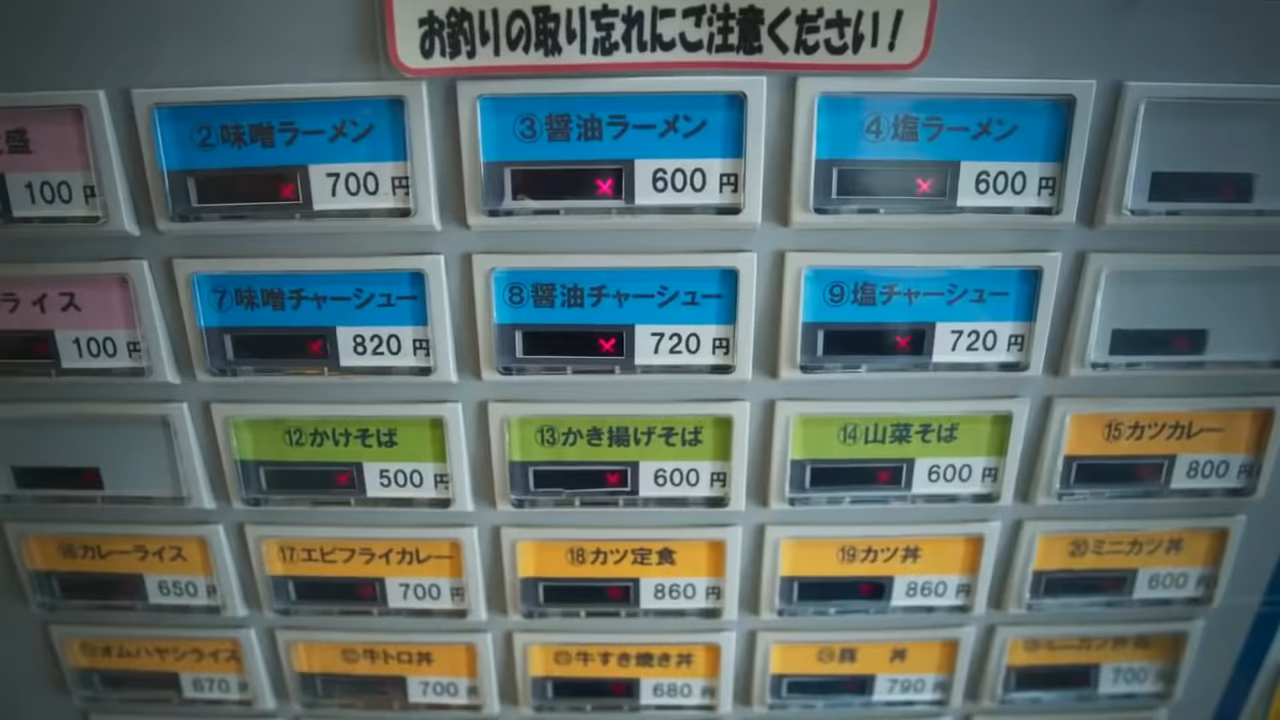 お釣りの取り忘れにご注意ください!
盛 100円
②味噌ラーメン 700円
③醤油ラーメン 600円
④塩ラーメン 600円
ライス 100円
⑦味噌チャーシュー 820円
⑧醤油チャーシュー 720円
⑨塩チャーシュー 720円
⑫かけそば 500円
⑬かき揚げそば 600円
⑭山菜そば 600円
⑮カツカレー 800円
⑯カレーライス 650円
⑰エビフライカレー 700円
⑱カツ定食 860円
⑲カツ丼 860円
⑳ミニカツ丼 600円
オムハヤシライス 670
牛トロ丼 700円
牛すき焼き丼 680円
豚 丼 790円
700